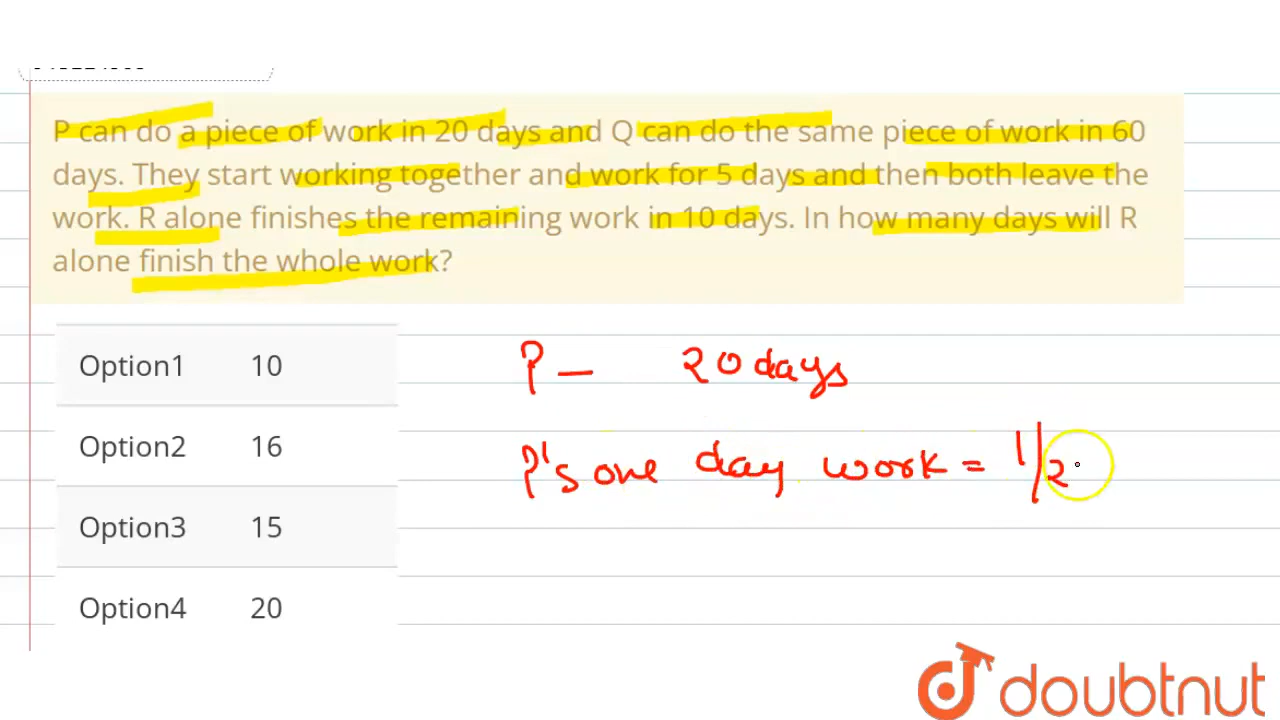 P can do a piece of work in 20 days and Q can do the same piece of work in 60
days. They start working together and work for 5 days and then both leave the
work. R alone finishes the remaining work in 10 days. In how many days will R
alone finish the whole work?
Option1 10
Option2 16
Option3 15
Option4 20
P — 20 days
P's one day work = 1/2
doubtnut